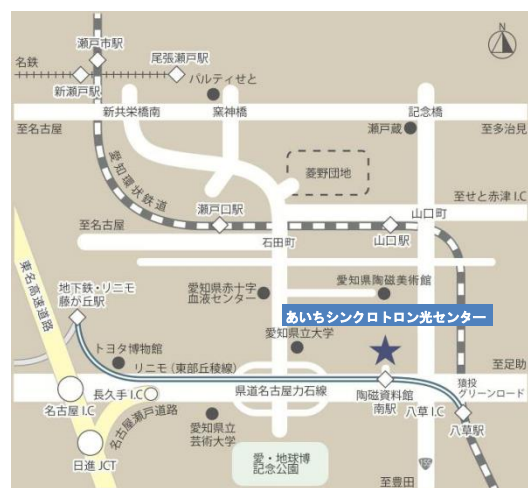 N
瀬戸市駅
尾張瀬戸駅
名鉄
新瀬戸駅
パルティせと
新共栄橋南
窯神橋
記念橋
至名古屋
瀬戸蔵
至多治見
愛知環状鉄道
菱野団地
至せと赤津 I.C
山口町
瀬戸口駅
至名古屋
石田町
山口駅
東名高速道路
地下鉄・リニモ
藤が丘駅
愛知県赤十字
血液センター
愛知県陶磁美術館
あいちシンクロトロン光センター
愛知県立大学
トヨタ博物館
リニモ (東部丘陵線)
至足助
長久手 I.C
県道名古屋力石線
陶磁資料館
南駅
猿投
グリーンロード
名古屋 I.C
名古屋瀬戸道路
愛知県立
芸術大学
八草 I.C
八草駅
日進 JCT
愛・地球博
記念公園
至豊田